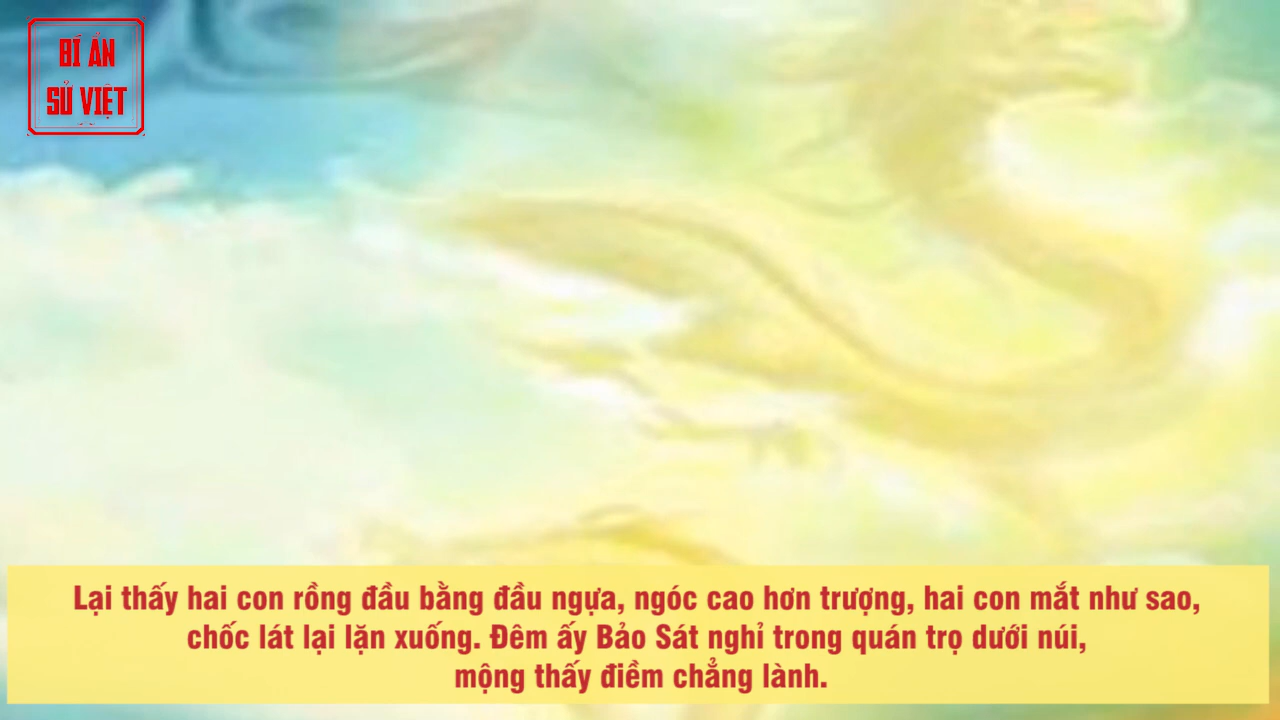 BÍ ẨN
SỬ VIỆT
Lại thấy hai con rồng đầu bằng đầu ngựa, ngóc cao hơn trượng, hai con mắt như sao,
chốc lát lại lặn xuống. Đêm ấy Bảo Sát nghỉ trong quán trọ dưới núi,
mộng thấy điềm chẳng lành.